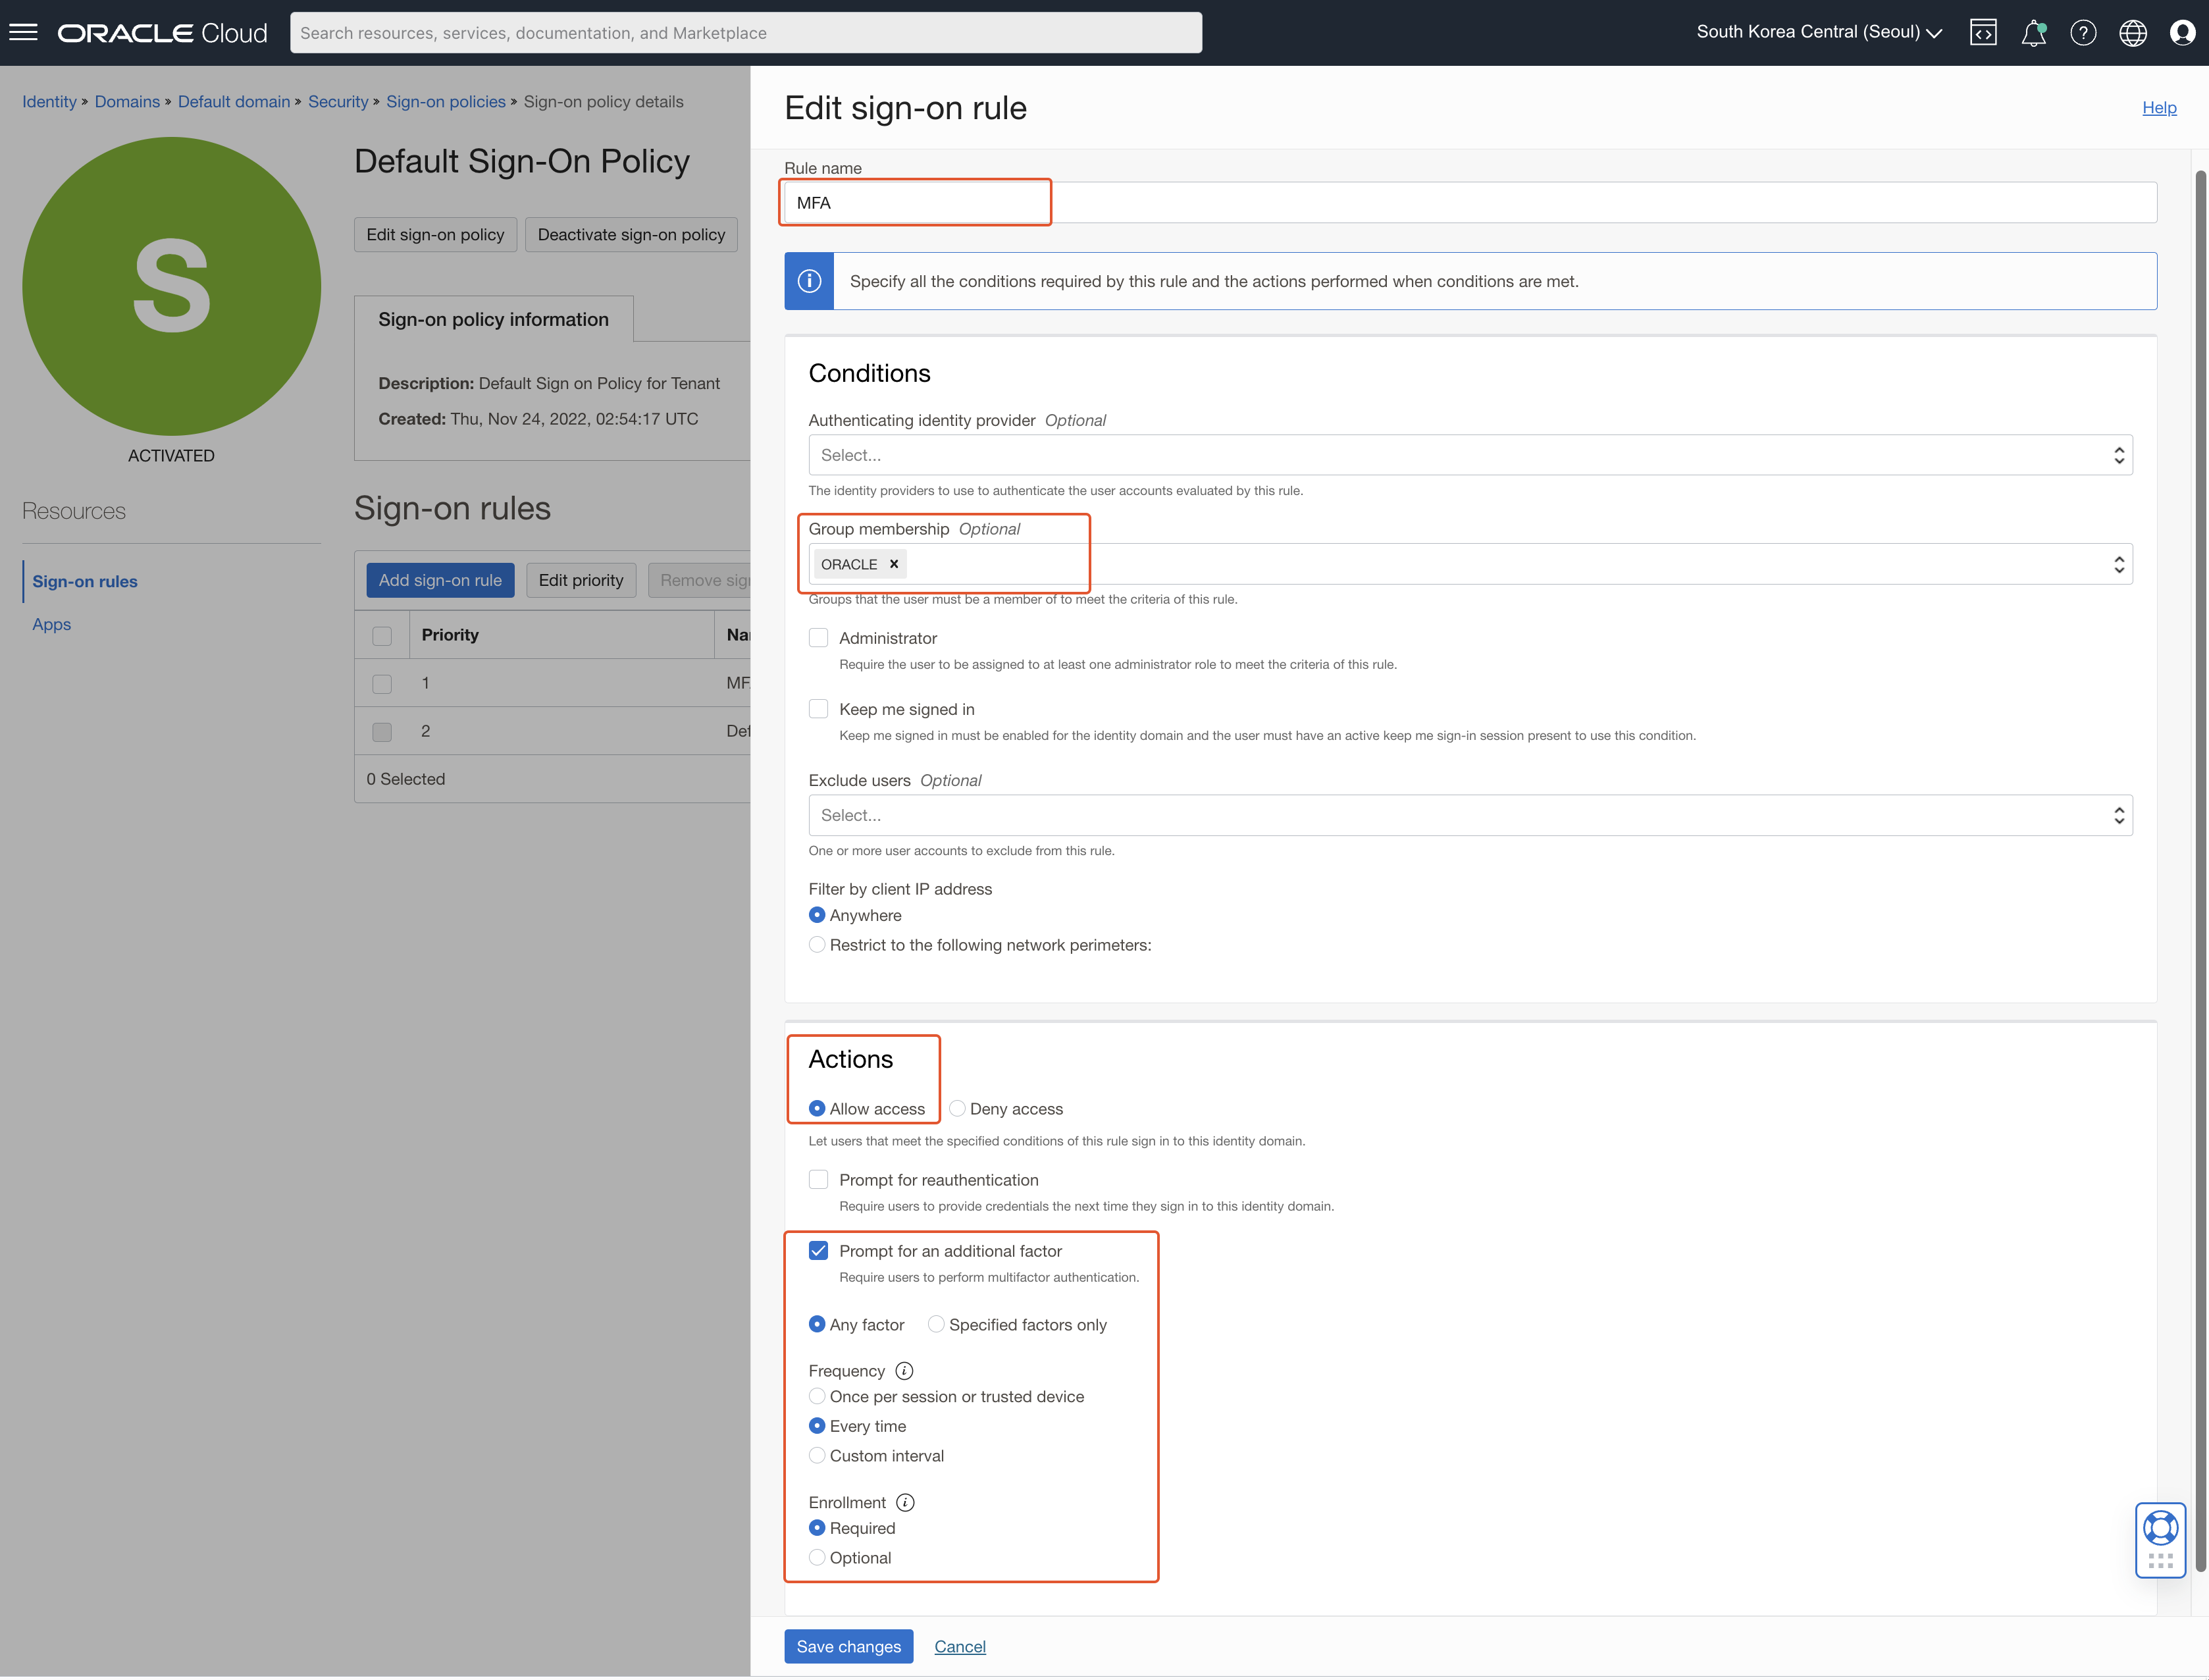 ORACLE Cloud
Search resources, services, documentation, and Marketplace
South Korea Central (Seoul)
Identity » Domains » Default domain » Security » Sign-on policies » Sign-on policy details
S
ACTIVATED
Resources
Sign-on rules
Apps
Default Sign-On Policy
Edit sign-on policy
Deactivate sign-on policy
Sign-on policy information
Description: Default Sign on Policy for Tenant
Created: Thu, Nov 24, 2022, 02:54:17 UTC
Sign-on rules
Add sign-on rule
Edit priority
Remove sig
Priority
Na
1
MF
2
Def
0 Selected
Edit sign-on rule
Help
Rule name
MFA
Specify all the conditions required by this rule and the actions performed when conditions are met.
Conditions
Authenticating identity provider Optional
Select...
The identity providers to use to authenticate the user accounts evaluated by this rule.
Group membership Optional
ORACLE ×
Groups that the user must be a member of to meet the criteria of this rule.
Administrator
Require the user to be assigned to at least one administrator role to meet the criteria of this rule.
Keep me signed in
Keep me signed in must be enabled for the identity domain and the user must have an active keep me sign-in session present to use this condition.
Exclude users Optional
Select...
One or more user accounts to exclude from this rule.
Filter by client IP address
Anywhere
Restrict to the following network perimeters:
Actions
Allow access
Deny access
Let users that meet the specified conditions of this rule sign in to this identity domain.
Prompt for reauthentication
Require users to provide credentials the next time they sign in to this identity domain.
Prompt for an additional factor
Require users to perform multifactor authentication.
Any factor
Specified factors only
Frequency
Once per session or trusted device
Every time
Custom interval
Enrollment
Required
Optional
Save changes
Cancel